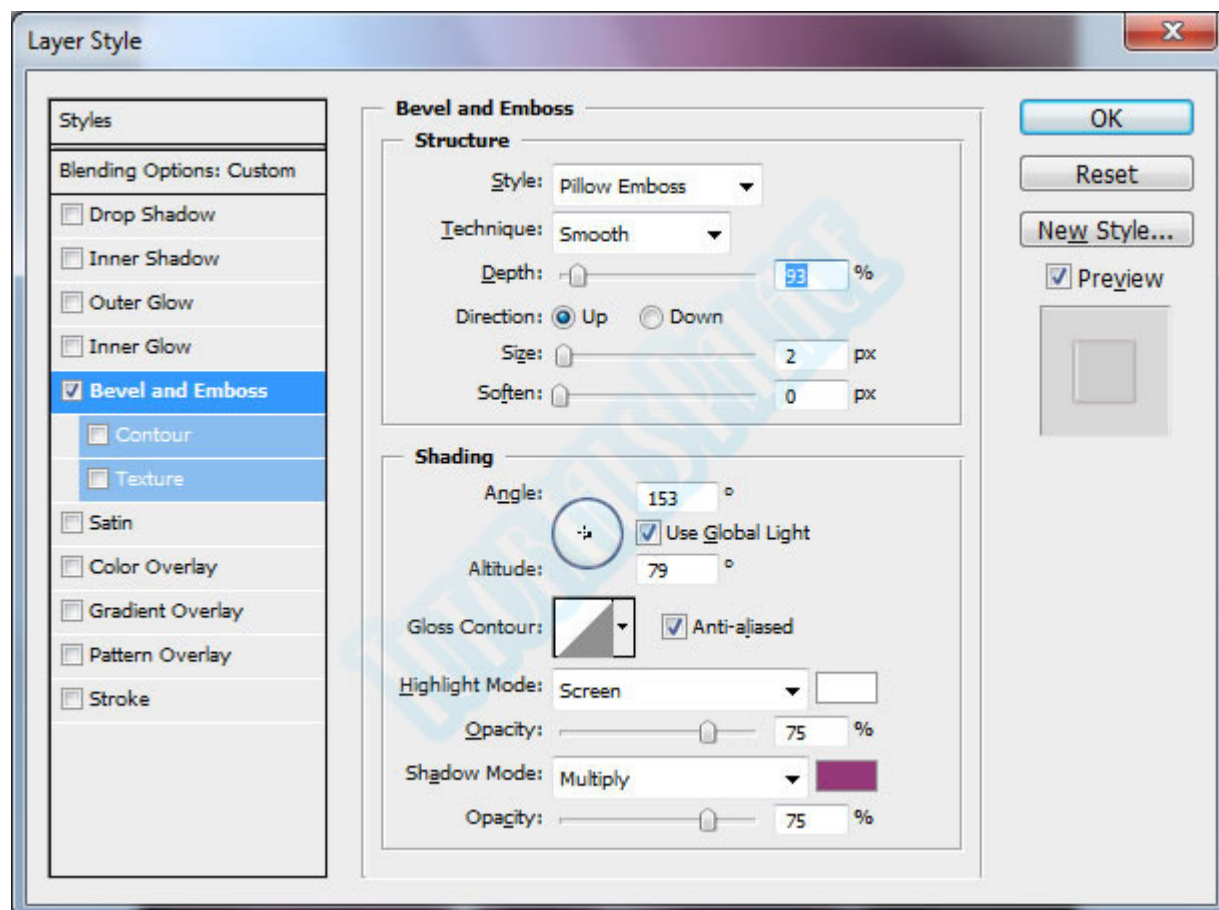 Layer Style
Styles
Blending Options: Custom
Drop Shadow
Inner Shadow
Outer Glow
Inner Glow
Bevel and Emboss
Contour
Texture
Satin
Color Overlay
Gradient Overlay
Pattern Overlay
Stroke
Bevel and Emboss
Structure
Style: Pillow Emboss
Technique: Smooth
Depth: 93 %
Direction: Up Down
Size: 2 px
Soften: 0 px
Shading
Angle: 153 °
Use Global Light
Altitude: 79 °
Gloss Contour: Anti-aliased
Highlight Mode: Screen
Opacity: 75 %
Shadow Mode: Multiply
Opacity: 75 %
OK
Reset
New Style...
Preview